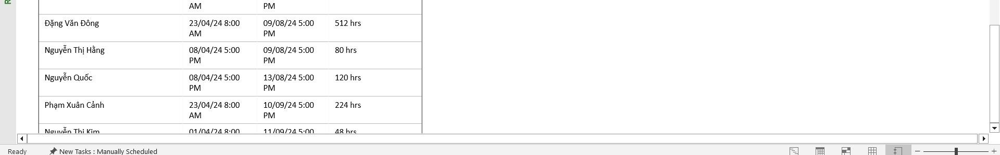 AM PM
Đặng Văn Đông 23/04/24 8:00 09/08/24 5:00 512 hrs
AM PM
Nguyễn Thị Hằng 08/04/24 5:00 09/08/24 5:00 80 hrs
PM PM
Nguyễn Quốc 08/04/24 5:00 13/08/24 5:00 120 hrs
PM PM
Phạm Xuân Cảnh 23/04/24 8:00 10/09/24 5:00 224 hrs
AM PM
Nguyễn Thị Kim 01/04/24 8:00 11/09/24 5:00 48 hrs
Ready New Tasks : Manually Scheduled